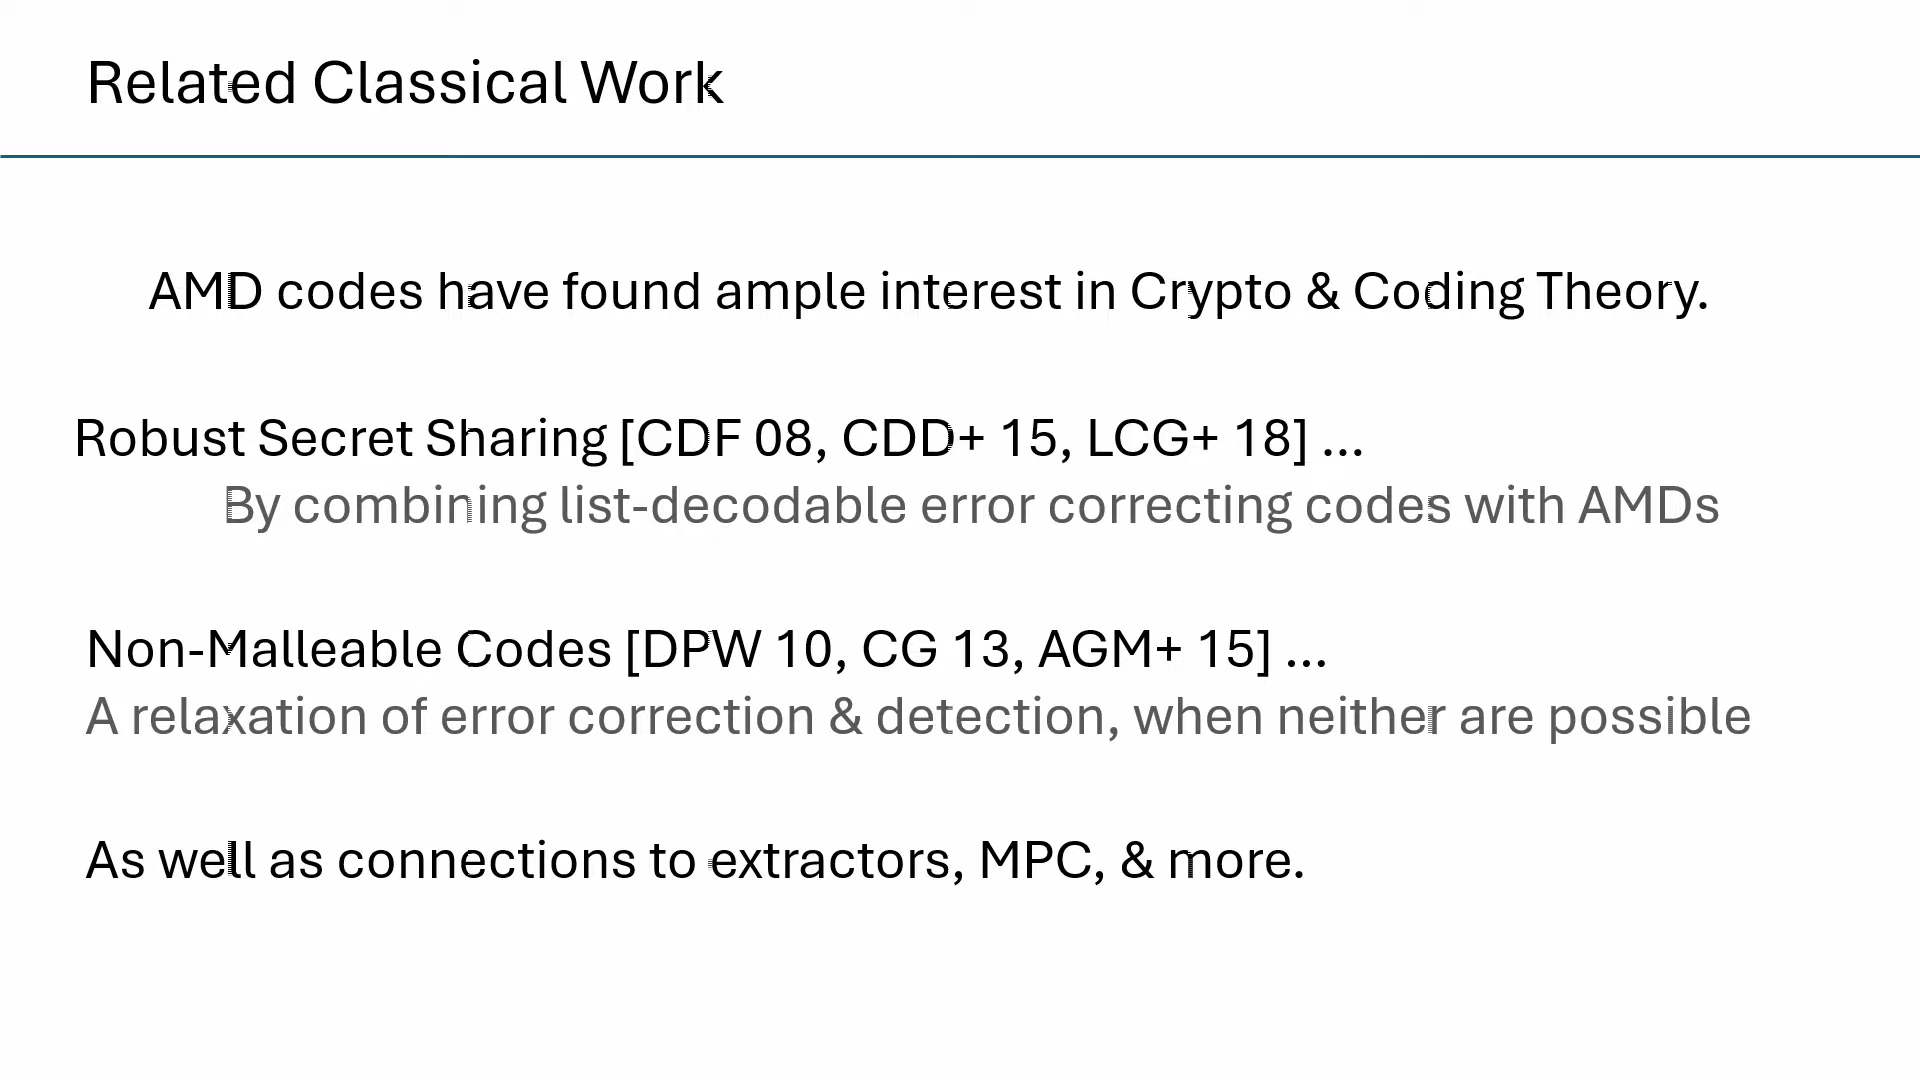 Related Classical Work
AMD codes have found ample interest in Crypto & Coding Theory.
Robust Secret Sharing [CDF 08, CDD+ 15, LCG+ 18] ...
By combining list-decodable error correcting codes with AMDs
Non-Malleable Codes [DPW 10, CG 13, AGM+ 15] ...
A relaxation of error correction & detection, when neither are possible
As well as connections to extractors, MPC, & more.